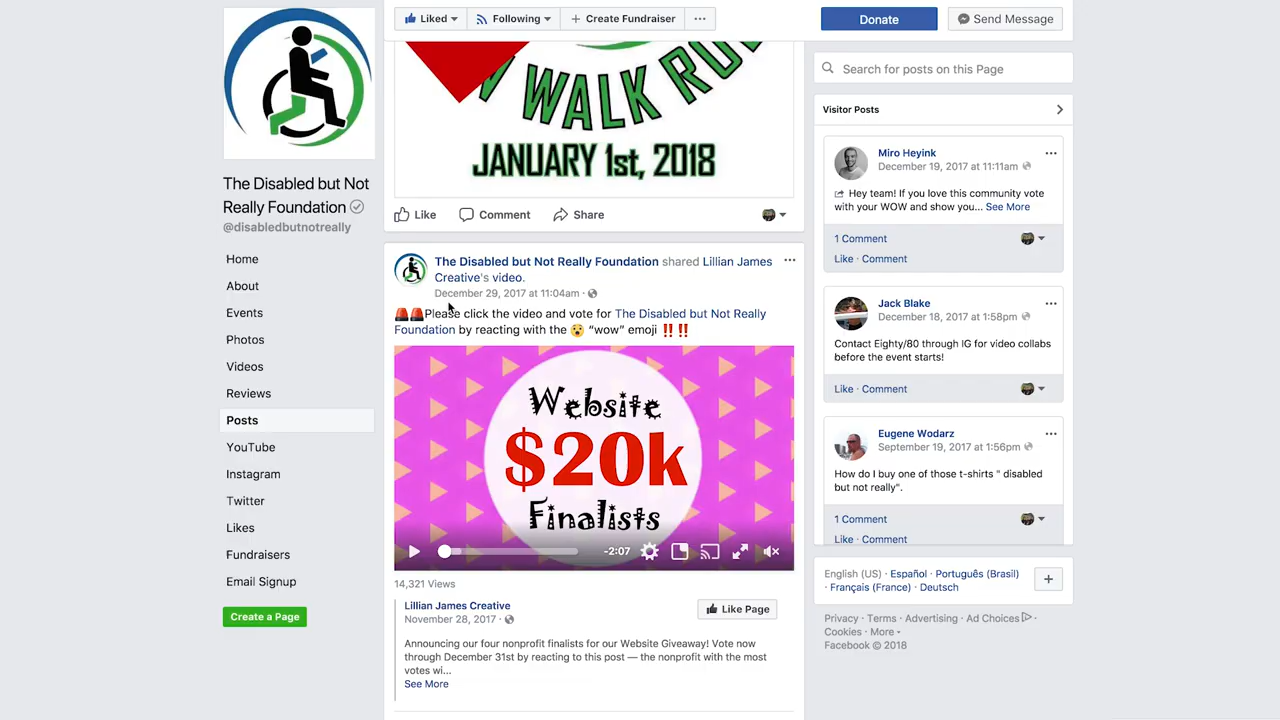 Liked
Following
Create Fundraiser
Donate
Send Message
WALK
JANUARY 1st, 2018
Like
Comment
Share
The Disabled but Not
Really Foundation
@disabledbutnotreally
Home
About
Events
Photos
Videos
Reviews
Posts
YouTube
Instagram
Twitter
Likes
Fundraisers
Email Signup
Create a Page
The Disabled but Not Really Foundation shared Lillian James
Creative's video.
December 29, 2017 at 11:04am ·
🚨🚨Please click the video and vote for The Disabled but Not Really
Foundation by reacting with the 😯 “wow” emoji ‼️ ‼️
Website
$20k
Finalists
-2:07
14,321 Views
Lillian James Creative
November 28, 2017 ·
Like Page
Announcing our four nonprofit finalists for our Website Giveaway! Vote now
through December 31st by reacting to this post — the nonprofit with the most
votes wi...
See More
Search for posts on this Page
Visitor Posts
Miro Heyink
December 19, 2017 at 11:11am
Hey team! If you love this community vote
with your WOW and show you... See More
1 Comment
Like · Comment
Jack Blake
December 18, 2017 at 1:58pm
Contact Eighty/80 through IG for video collabs
before the event starts!
Like · Comment
Eugene Wodarz
September 19, 2017 at 1:56pm
How do I buy one of those t-shirts " disabled
but not really".
1 Comment
Like · Comment
English (US) · Español · Português (Brasil)
· Français (France) · Deutsch
Privacy · Terms · Advertising · Ad Choices ·
Cookies · More
Facebook © 2018